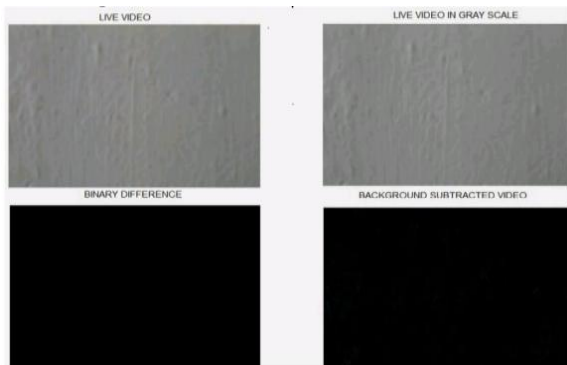 LIVE VIDEO
LIVE VIDEO IN GRAY SCALE
BINARY DIFFERENCE
BACKGROUND SUBTRACTED VIDEO